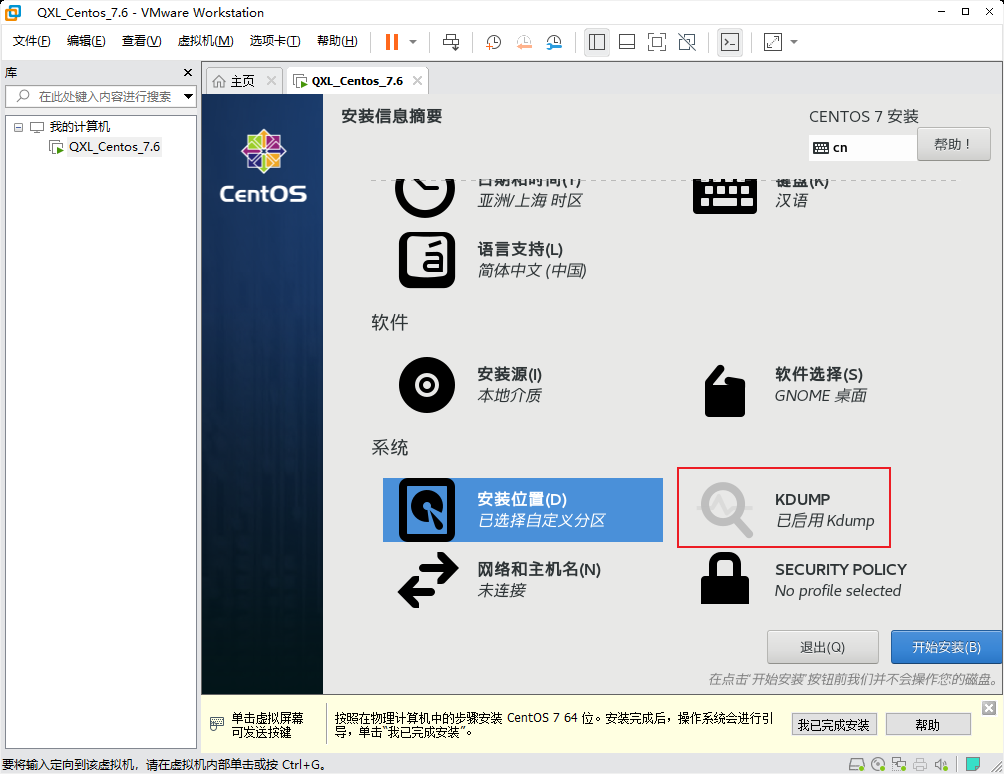 QXL_Centos_7.6 - VMware Workstation
文件(F) 编辑(E) 查看(V) 虚拟机(M) 选项卡(T) 帮助(H)
库
在此处键入内容进行搜索
我的计算机
QXL_Centos_7.6
主页 QXL_Centos_7.6
CentOS
安装信息摘要
CENTOS 7 安装
cn
帮助！
日期和时间(T)
亚洲/上海 时区
键盘(K)
汉语
语言支持(L)
简体中文 (中国)
软件
安装源(I)
本地介质
软件选择(S)
GNOME 桌面
系统
安装位置(D)
已选择自定义分区
KDUMP
已启用 Kdump
网络和主机名(N)
未连接
SECURITY POLICY
No profile selected
退出(Q)
开始安装(B)
在点击'开始安装'按钮前我们并不会操作您的磁盘。
单击虚拟屏幕
可发送按键
按照在物理计算机中的步骤安装 CentOS 7 64 位。安装完成后，操作系统会进行引
导，单击"我已完成安装"。
我已完成安装
帮助
要将输入定向到该虚拟机，请在虚拟机内部单击或按 Ctrl+G。